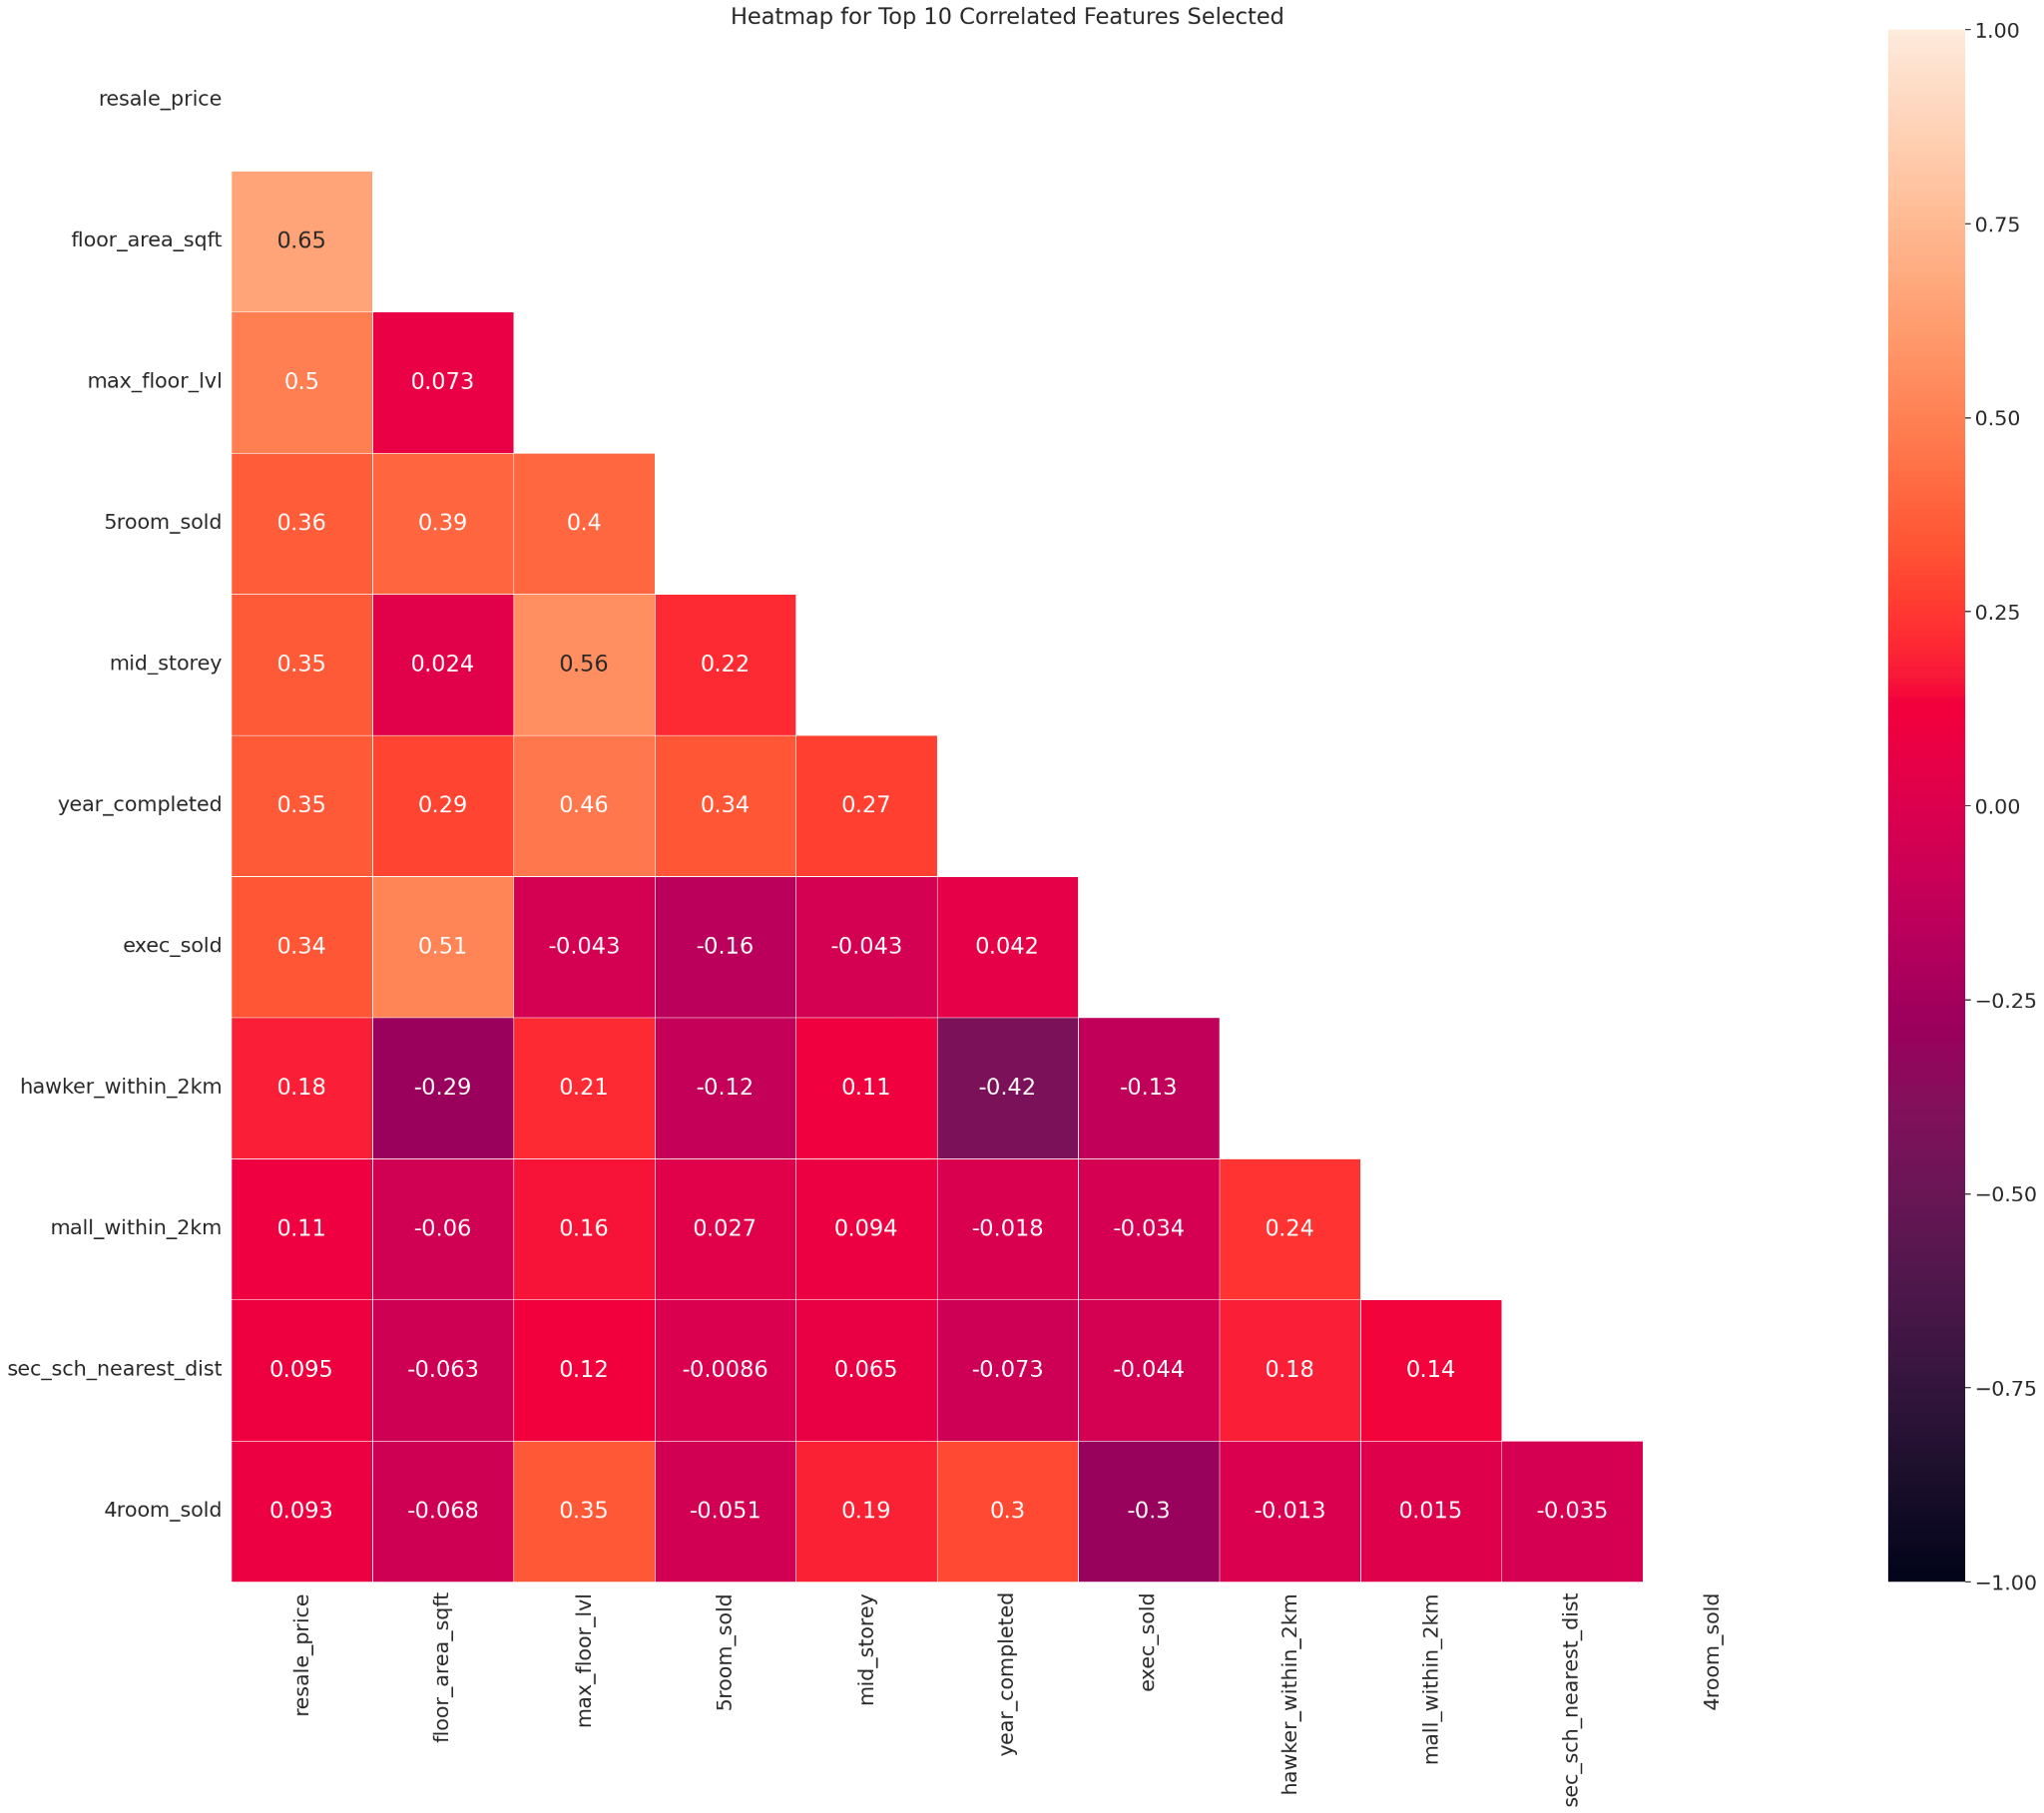 Heatmap for Top 10 Correlated Features Selected
resale_price
floor_area_sqft 0.65
max_floor_lvl 0.5 0.073
5room_sold 0.36 0.39 0.4
mid_storey 0.35 0.024 0.56 0.22
year_completed 0.35 0.29 0.46 0.34 0.27
exec_sold 0.34 0.51 -0.043 -0.16 -0.043 0.042
hawker_within_2km 0.18 -0.29 0.21 -0.12 0.11 -0.42 -0.13
mall_within_2km 0.11 -0.06 0.16 0.027 0.094 -0.018 -0.034 0.24
sec_sch_nearest_dist 0.095 -0.063 0.12 -0.0086 0.065 -0.073 -0.044 0.18 0.14
4room_sold 0.093 -0.068 0.35 -0.051 0.19 0.3 -0.3 -0.013 0.015 -0.035
resale_price
floor_area_sqft
max_floor_lvl
5room_sold
mid_storey
year_completed
exec_sold
hawker_within_2km
mall_within_2km
sec_sch_nearest_dist
4room_sold
1.00
0.75
0.50
0.25
0.00
−0.25
−0.50
−0.75
−1.00